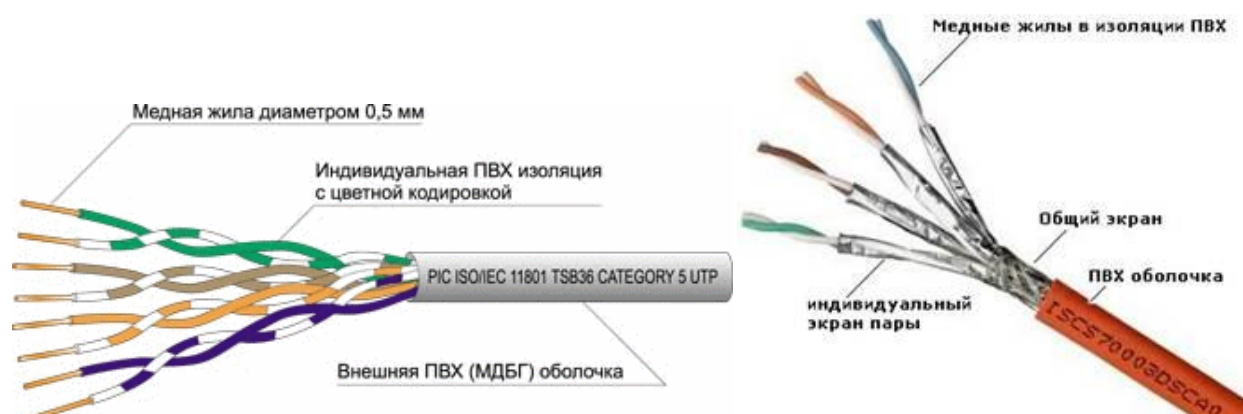 Медная жила диаметром 0,5 мм
Индивидуальная ПВХ изоляция
с цветной кодировкой
PIC ISO/IEC 11801 TSB36 CATEGORY 5 UTP
Внешняя ПВХ (МДБГ) оболочка
Медные жилы в изоляции ПВХ
Общий экран
ПВХ оболочка
индивидуальный
экран пары
ISCS70003DSCA0